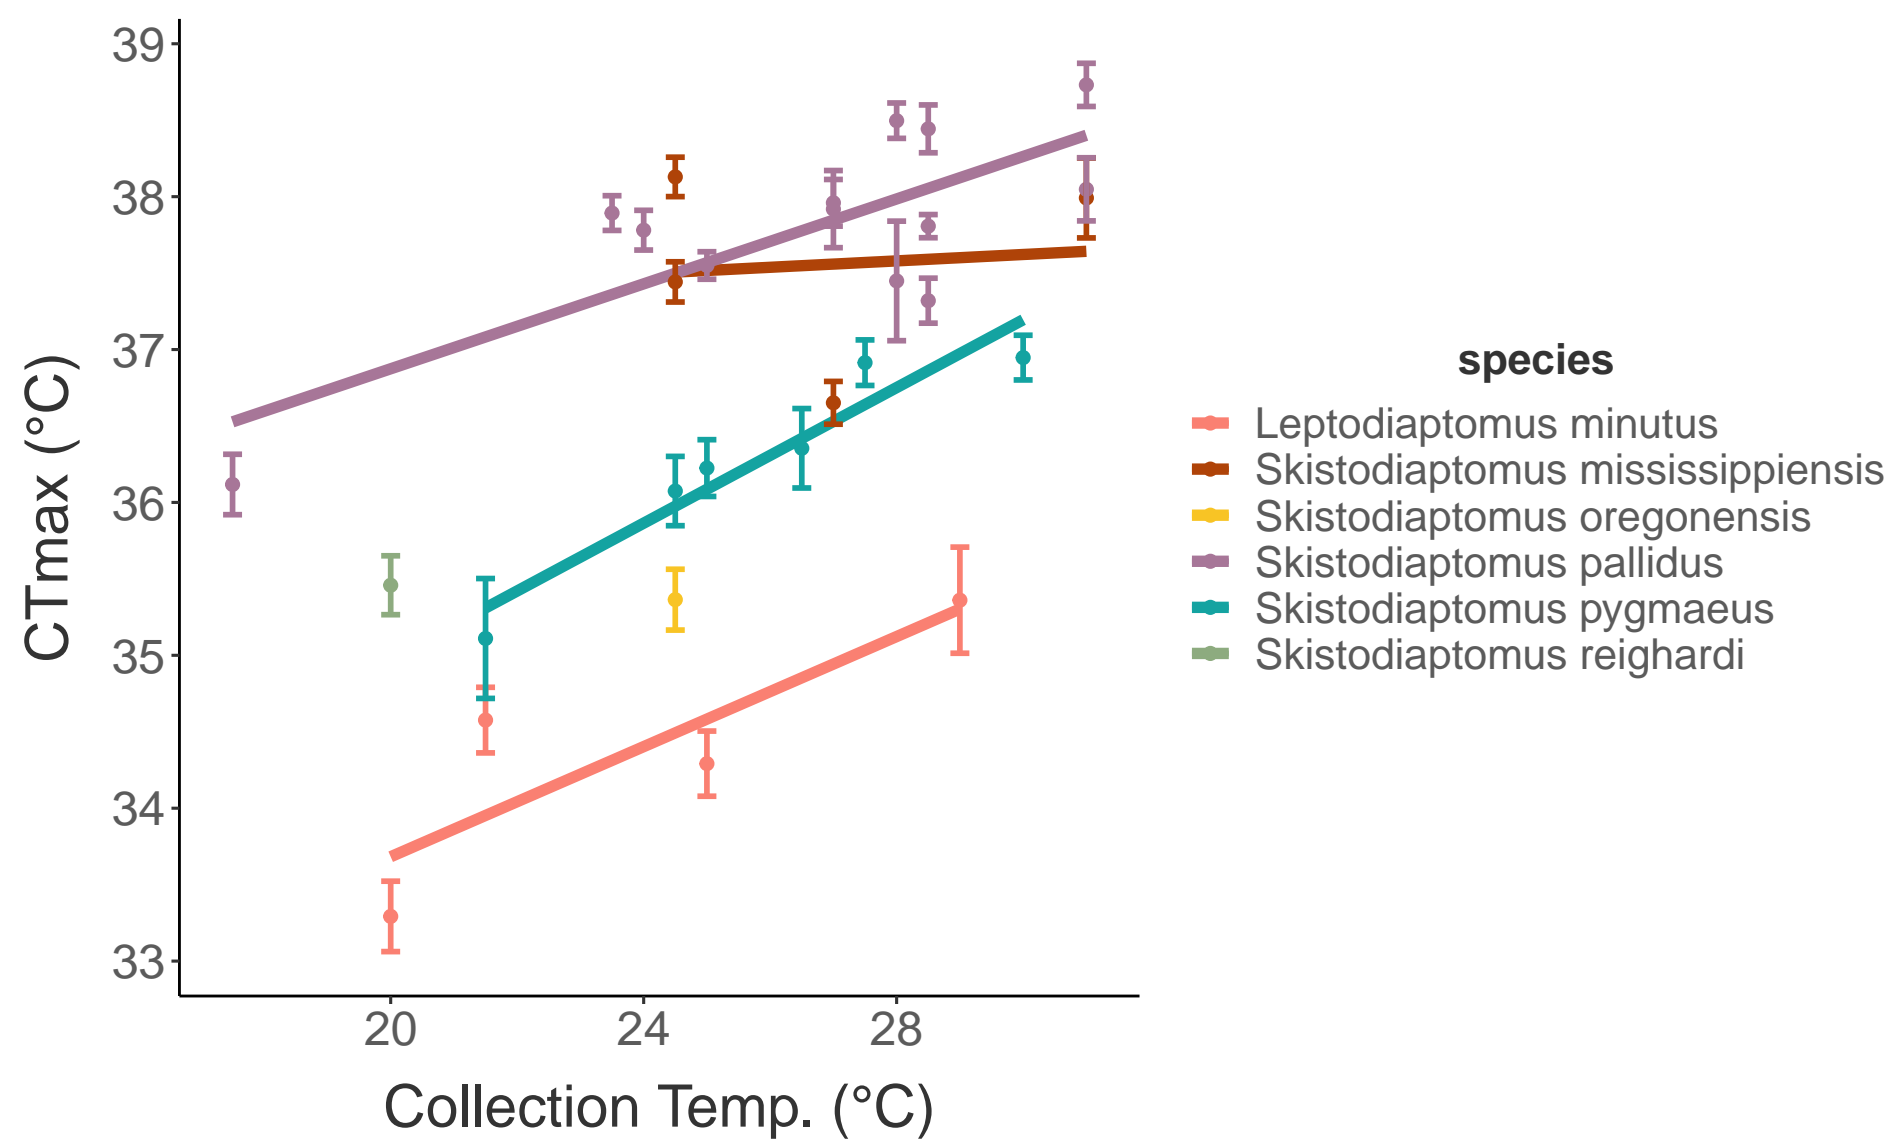 39
38
37
36
35
34
33
CTmax (°C)
20 24 28
Collection Temp. (°C)
species
Leptodiaptomus minutus
Skistodiaptomus mississippiensis
Skistodiaptomus oregonensis
Skistodiaptomus pallidus
Skistodiaptomus pygmaeus
Skistodiaptomus reighardi